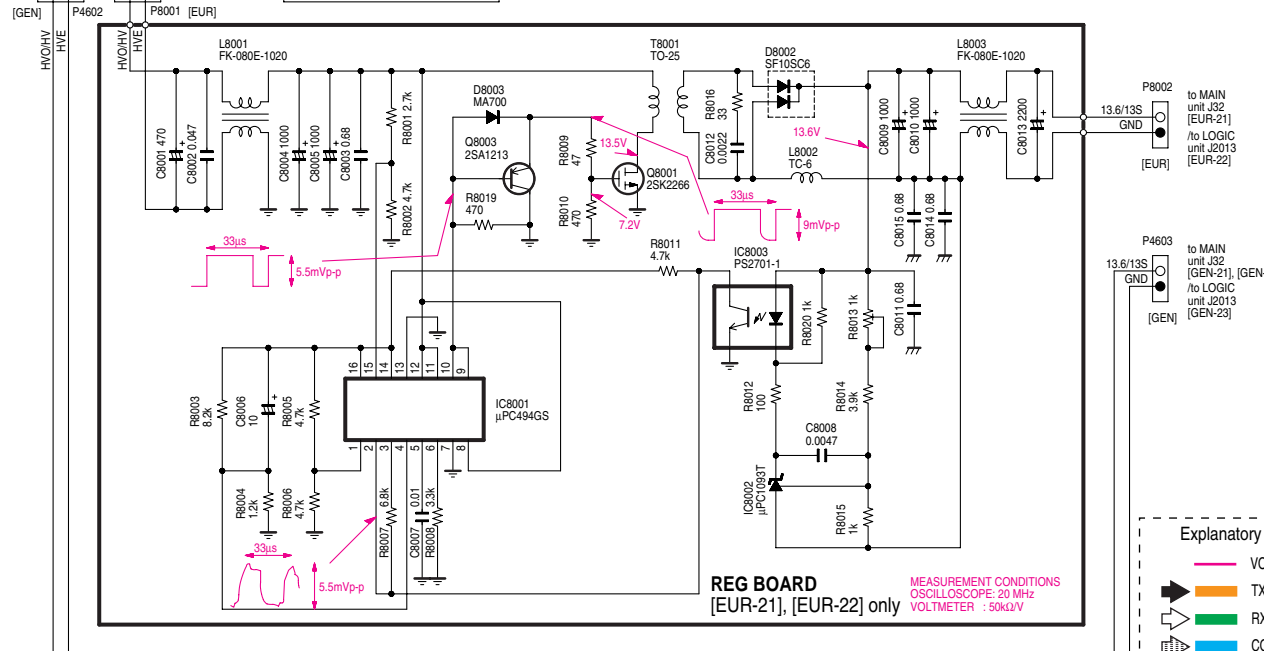 [GEN]
P4602
P8001
[EUR]
HVO/HV
HVE
HVO/HV
HVE
L8001
FK-080E-1020
C8001 470
C8002 0.047
C8004 1000
C8005 1000
C8003 0.68
R8001 2.7k
R8002 4.7k
D8003
MA700
Q8003
2SA1213
R8019
470
R8009
47
R8010
470
13.5V
7.2V
Q8001
2SK2266
T8001
TO-25
R8016
33
C8012
0.0022
D8002
SF10SC6
13.6V
L8002
TC-6
C8009 1000
C8010 1000
L8003
FK-080E-1020
C8013 2200
C8015 0.68
C8014 0.68
P8002
13.6/13S
GND
[EUR]
to MAIN
unit J32
[EUR-21]
/to LOGIC
unit J2013
[EUR-22]
P4603
13.6/13S
GND
[GEN]
to MAIN
unit J32
[GEN-21], [GEN-
/to LOGIC
unit J2013
[GEN-23]
33µs
5.5mVp-p
33µs
9mVp-p
R8011
4.7k
IC8003
PS2701-1
R8020 1k
R8013 1k
C8011 0.68
R8012
100
R8014
3.9k
C8008
0.0047
IC8002
µPC1093T
R8015
1k
16
15
14
13
12
11
10
9
IC8001
µPC494GS
1
2
3
4
5
6
7
8
R8003
8.2k
C8006
10
R8005
4.7k
R8004
1.2k
R8006
4.7k
R8007
6.8k
C8007
0.01
R8008
3.3k
33µs
5.5mVp-p
REG BOARD
[EUR-21], [EUR-22] only
MEASUREMENT CONDITIONS
OSCILLOSCOPE: 20 MHz
VOLTMETER : 50kΩ/V
Explanatory
VO
TX
RX
CO